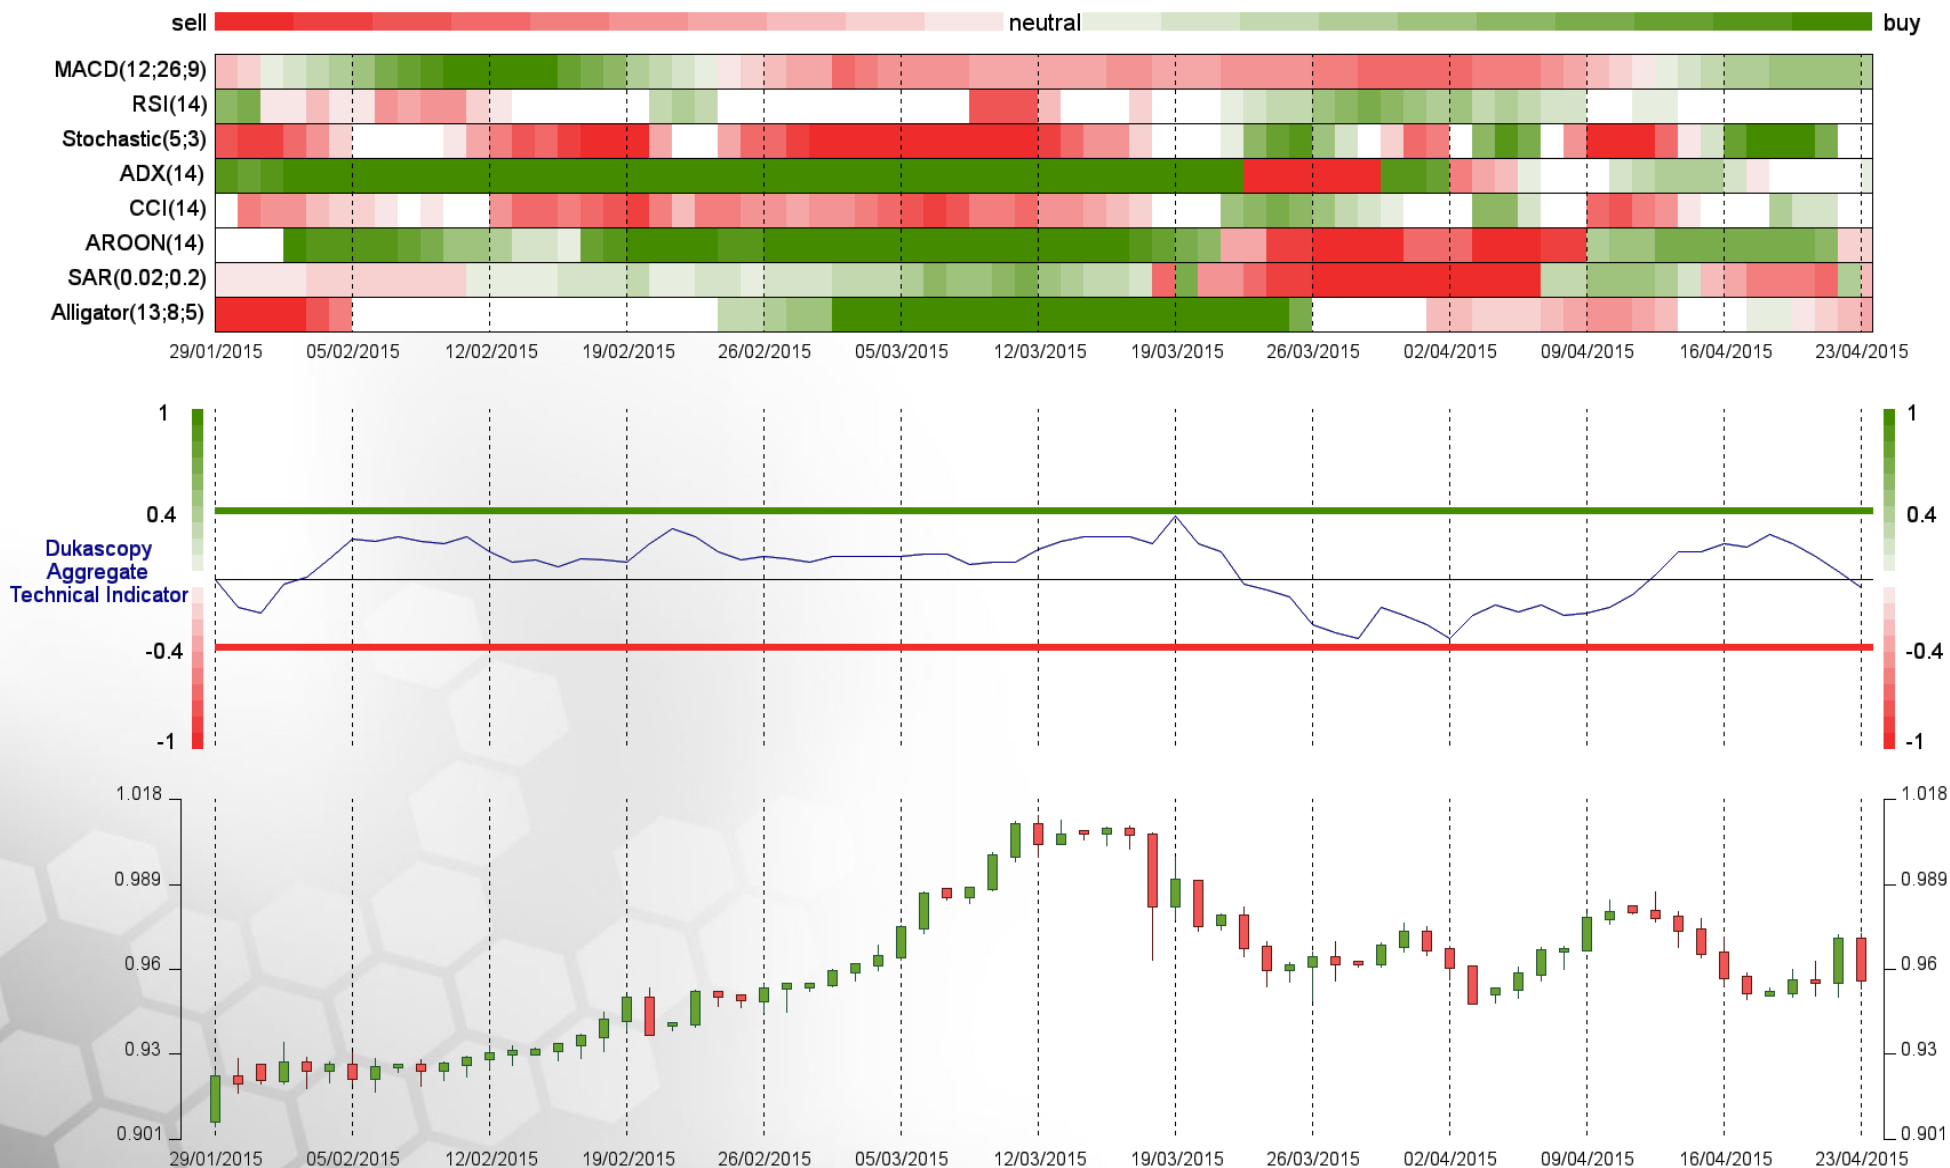 sell neutral buy
MACD(12;26;9)
RSI(14)
Stochastic(5;3)
ADX(14)
CCI(14)
AROON(14)
SAR(0.02;0.2)
Alligator(13;8;5)
29/01/2015 05/02/2015 12/02/2015 19/02/2015 26/02/2015 05/03/2015 12/03/2015 19/03/2015 26/03/2015 02/04/2015 09/04/2015 16/04/2015 23/04/2015
1 1
0.4 0.4
Dukascopy
Aggregate
Technical Indicator
-0.4 -0.4
-1 -1
1.018 1.018
0.989 0.989
0.96 0.96
0.93 0.93
0.901 0.901
29/01/2015 05/02/2015 12/02/2015 19/02/2015 26/02/2015 05/03/2015 12/03/2015 19/03/2015 26/03/2015 02/04/2015 09/04/2015 16/04/2015 23/04/2015